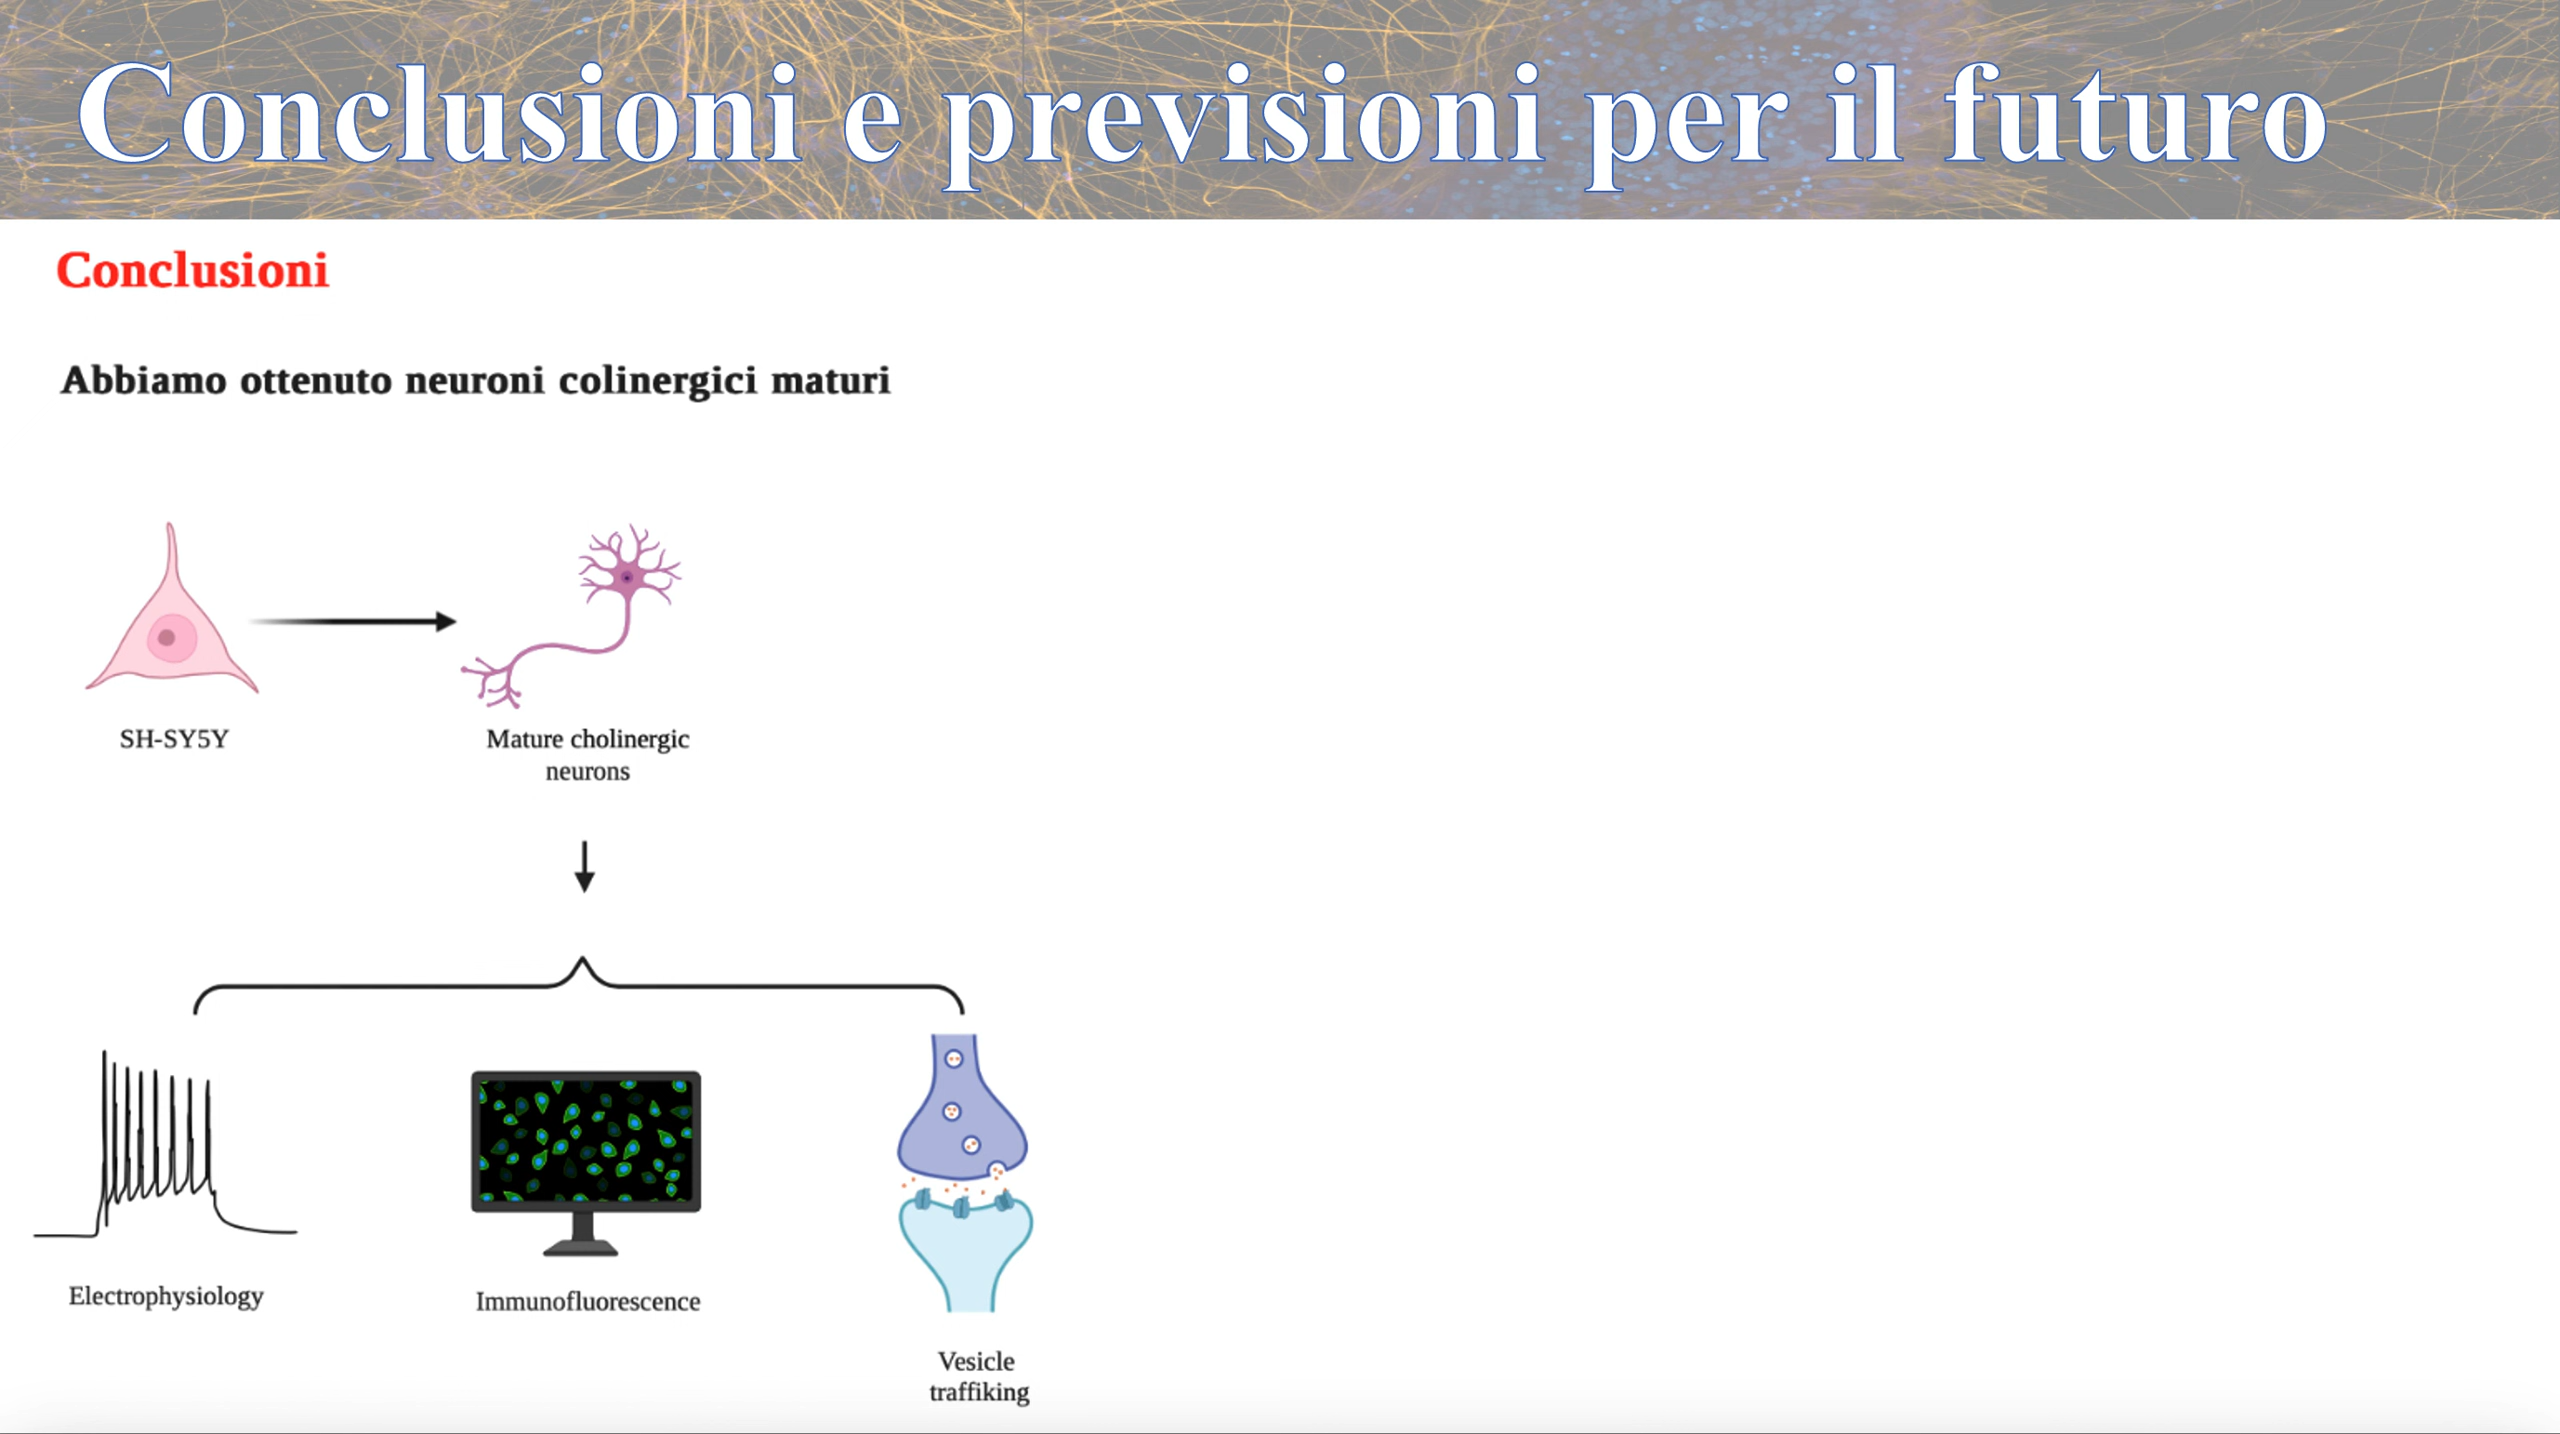 Conclusioni e previsioni per il futuro
Conclusioni
Abbiamo ottenuto neuroni colinergici maturi
SH-SY5Y
Mature cholinergic
neurons
Electrophysiology
Immunofluorescence
Vesicle
traffiking